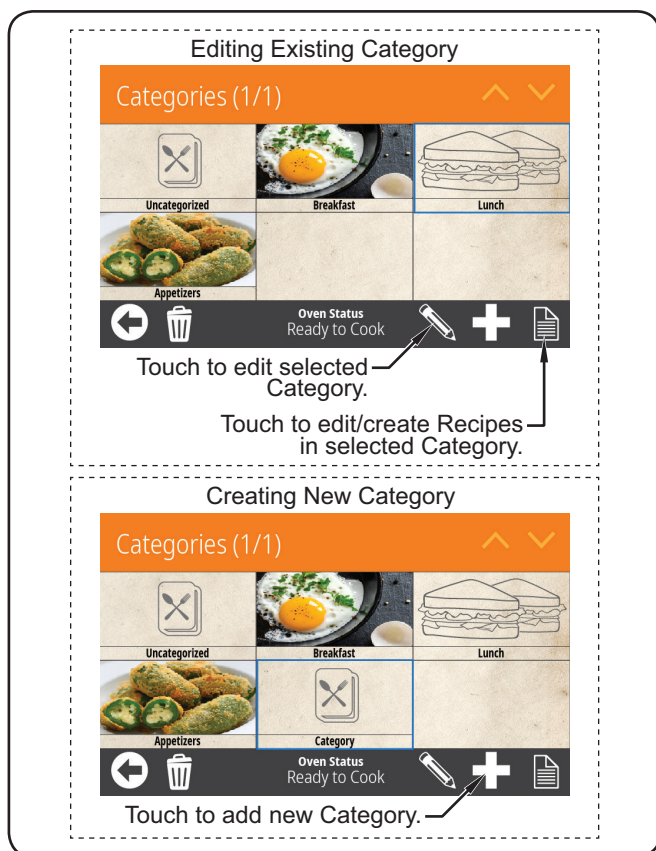 Editing Existing Category
Categories (1/1)
Uncategorized
Breakfast
Lunch
Appetizers
Oven Status
Ready to Cook
Touch to edit selected
Category.
Touch to edit/create Recipes
in selected Category.
Creating New Category
Categories (1/1)
Uncategorized
Breakfast
Lunch
Appetizers
Category
Oven Status
Ready to Cook
Touch to add new Category.